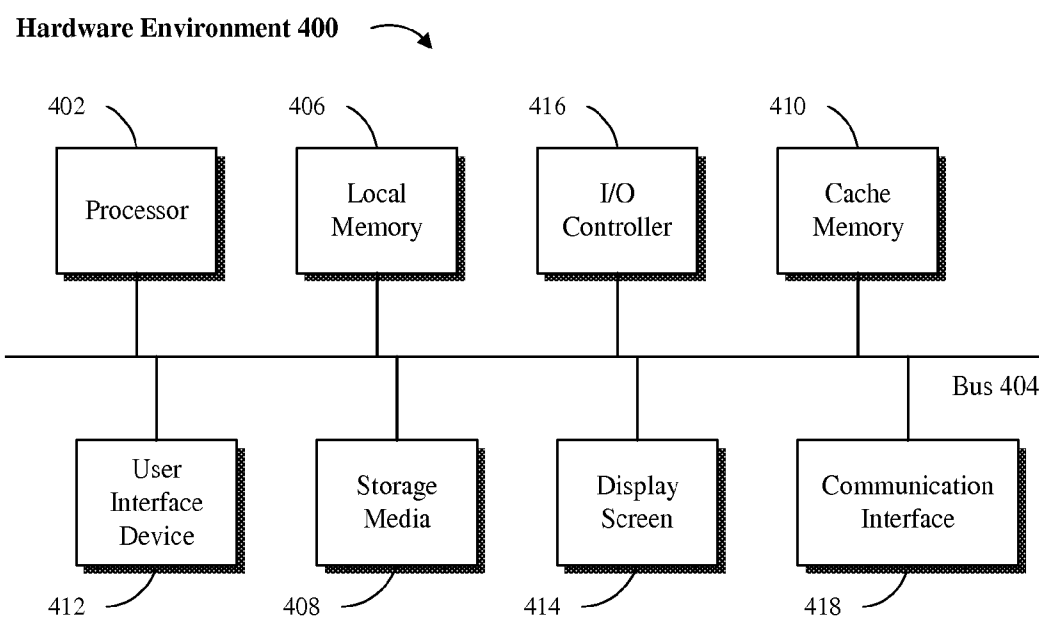 Hardware Environment 400
402
406
416
410
Processor
Local
Memory
I/O
Controller
Cache
Memory
Bus 404
User
Interface
Device
Storage
Media
Display
Screen
Communication
Interface
412
408
414
418